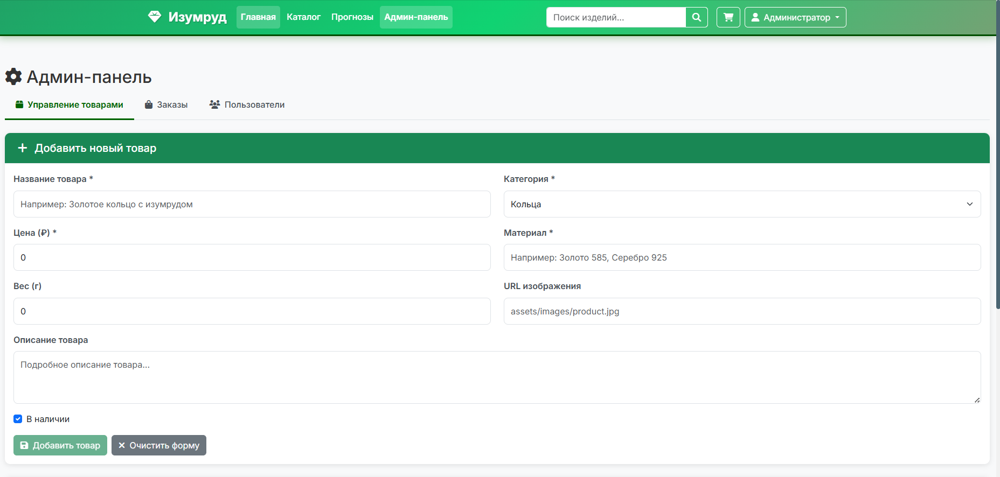 Изумруд Главная Каталог Прогнозы Админ-панель Поиск изделий... Администратор
Админ-панель
Управление товарами Заказы Пользователи
Добавить новый товар
Название товара * Категория *
Например: Золотое кольцо с изумрудом Кольца
Цена (₽) * Материал *
0 Например: Золото 585, Серебро 925
Вес (г) URL изображения
0 assets/images/product.jpg
Описание товара
Подробное описание товара...
В наличии
Добавить товар Очистить форму